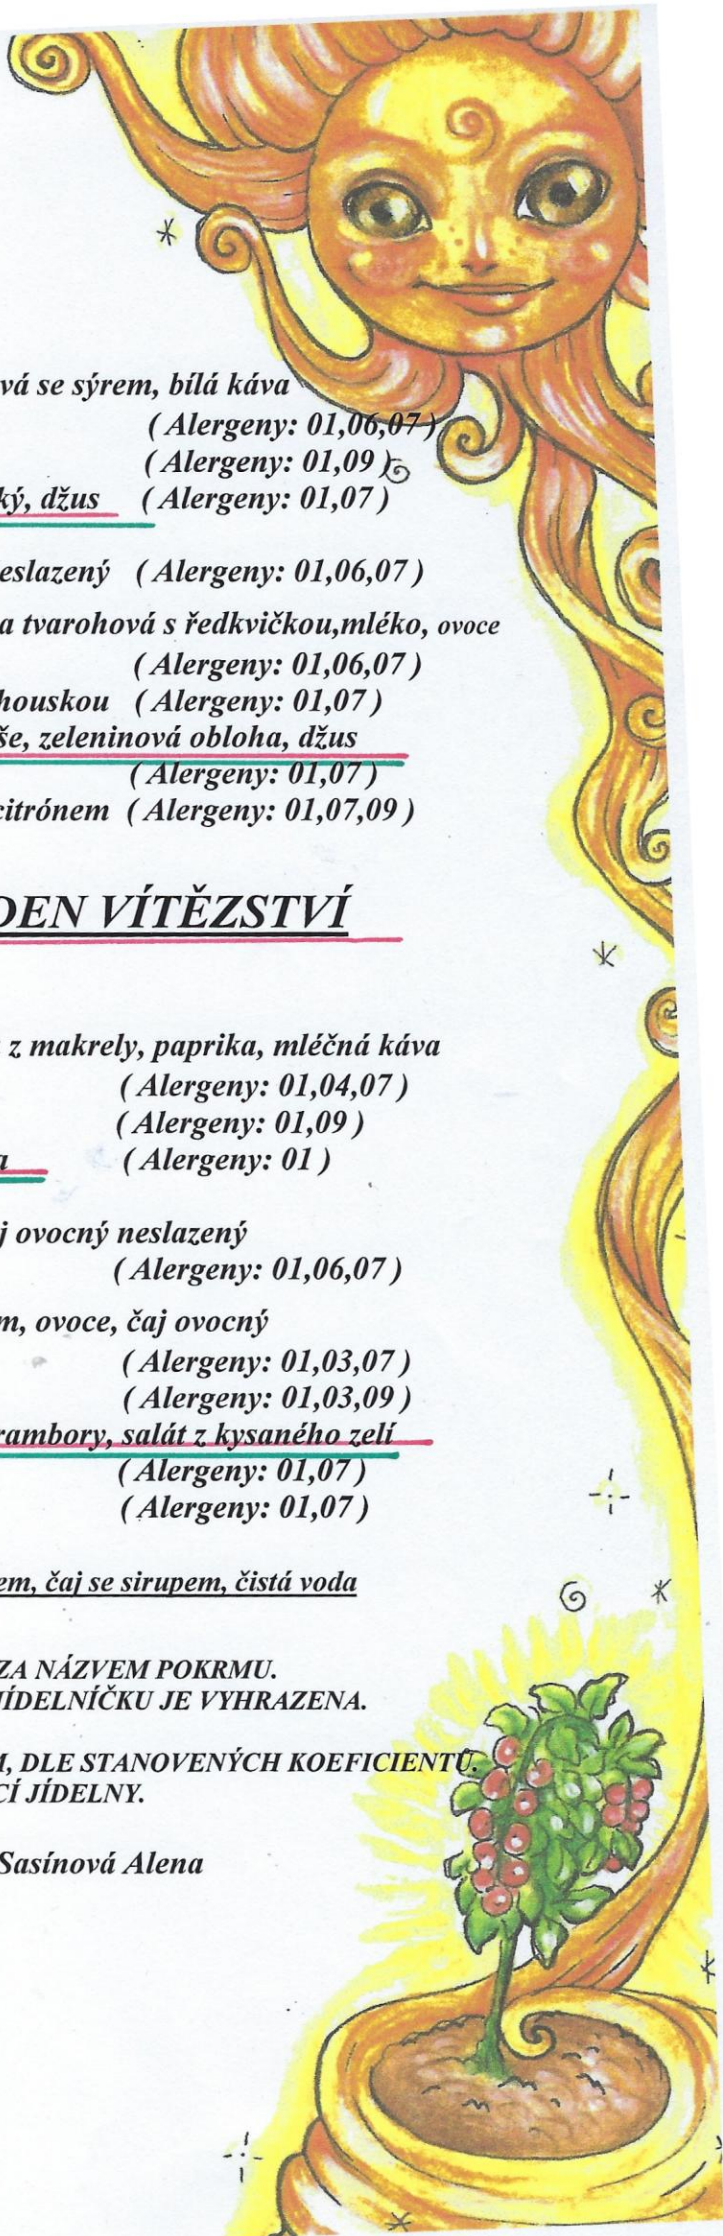 vá se sýrem, bílá káva
( Alergeny: 01,06,07 )
( Alergeny: 01,09 )
ký, džus ( Alergeny: 01,07 )
eslazený ( Alergeny: 01,06,07 )
a tvarohová s ředkvičkou,mléko, ovoce
( Alergeny: 01,06,07 )
houskou ( Alergeny: 01,07 )
še, zeleninová obloha, džus
( Alergeny: 01,07 )
citrónem ( Alergeny: 01,07,09 )
DEN VÍTĚZSTVÍ
z makrely, paprika, mléčná káva
( Alergeny: 01,04,07 )
( Alergeny: 01,09 )
a ( Alergeny: 01 )
j ovocný neslazený
( Alergeny: 01,06,07 )
m, ovoce, čaj ovocný
( Alergeny: 01,03,07 )
( Alergeny: 01,03,09 )
rambory, salát z kysaného zelí
( Alergeny: 01,07 )
( Alergeny: 01,07 )
em, čaj se sirupem, čistá voda
ZA NÁZVEM POKRMU.
JÍDELNÍČKU JE VYHRAZENA.
M, DLE STANOVENÝCH KOEFICIENTŮ.
CÍ JÍDELNY.
Sasínová Alena